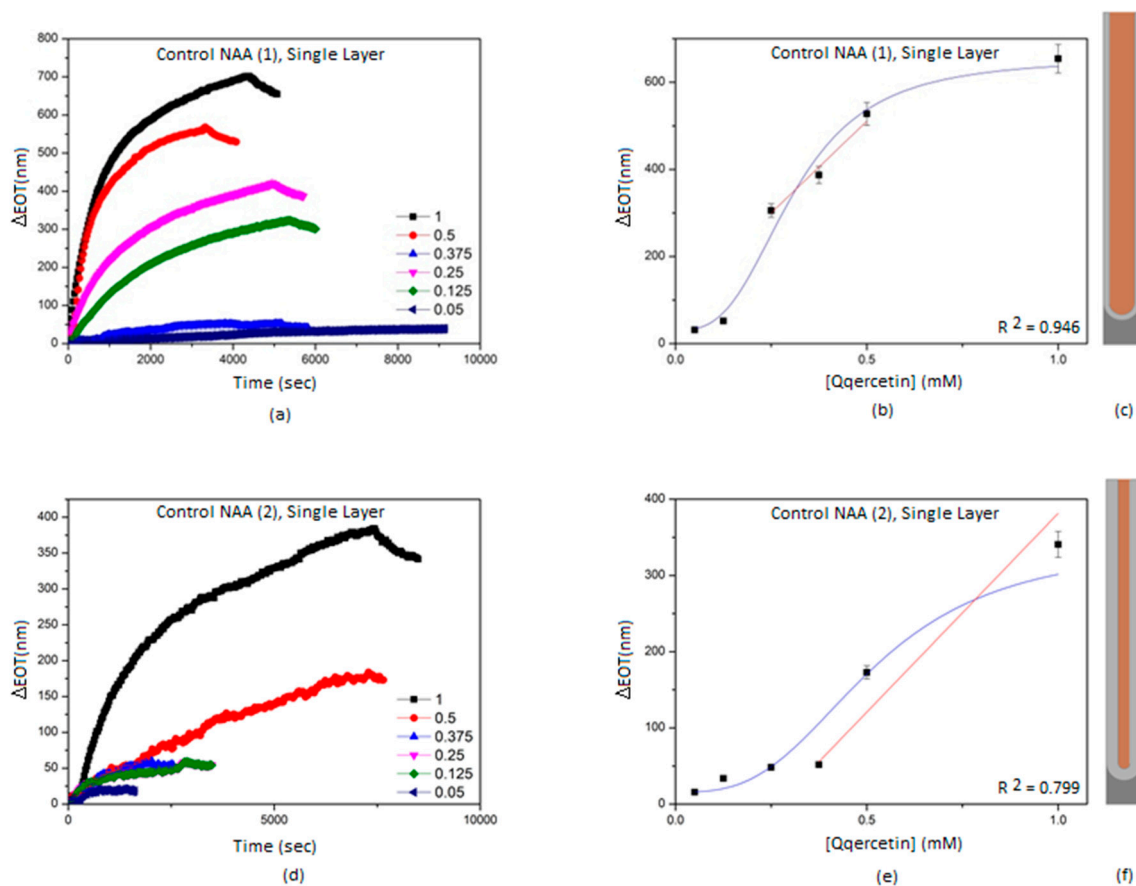 Control NAA (1), Single Layer
ΔEOT(nm)
800
700
600
500
400
300
200
100
0
1
0.5
0.375
0.25
0.125
0.05
0 2000 4000 6000 8000 10000
Time (sec)
(a)
Control NAA (1), Single Layer
ΔEOT(nm)
600
400
200
0
R 2 = 0.946
0.0 0.5 1.0
[Qqercetin] (mM)
(b)
(c)
Control NAA (2), Single Layer
ΔEOT(nm)
400
350
300
250
200
150
100
50
0
1
0.5
0.375
0.25
0.125
0.05
0 5000 10000
Time (sec)
(d)
Control NAA (2), Single Layer
ΔEOT(nm)
400
300
200
100
0
R 2 = 0.799
0.0 0.5 1.0
[Qqercetin] (mM)
(e)
(f)